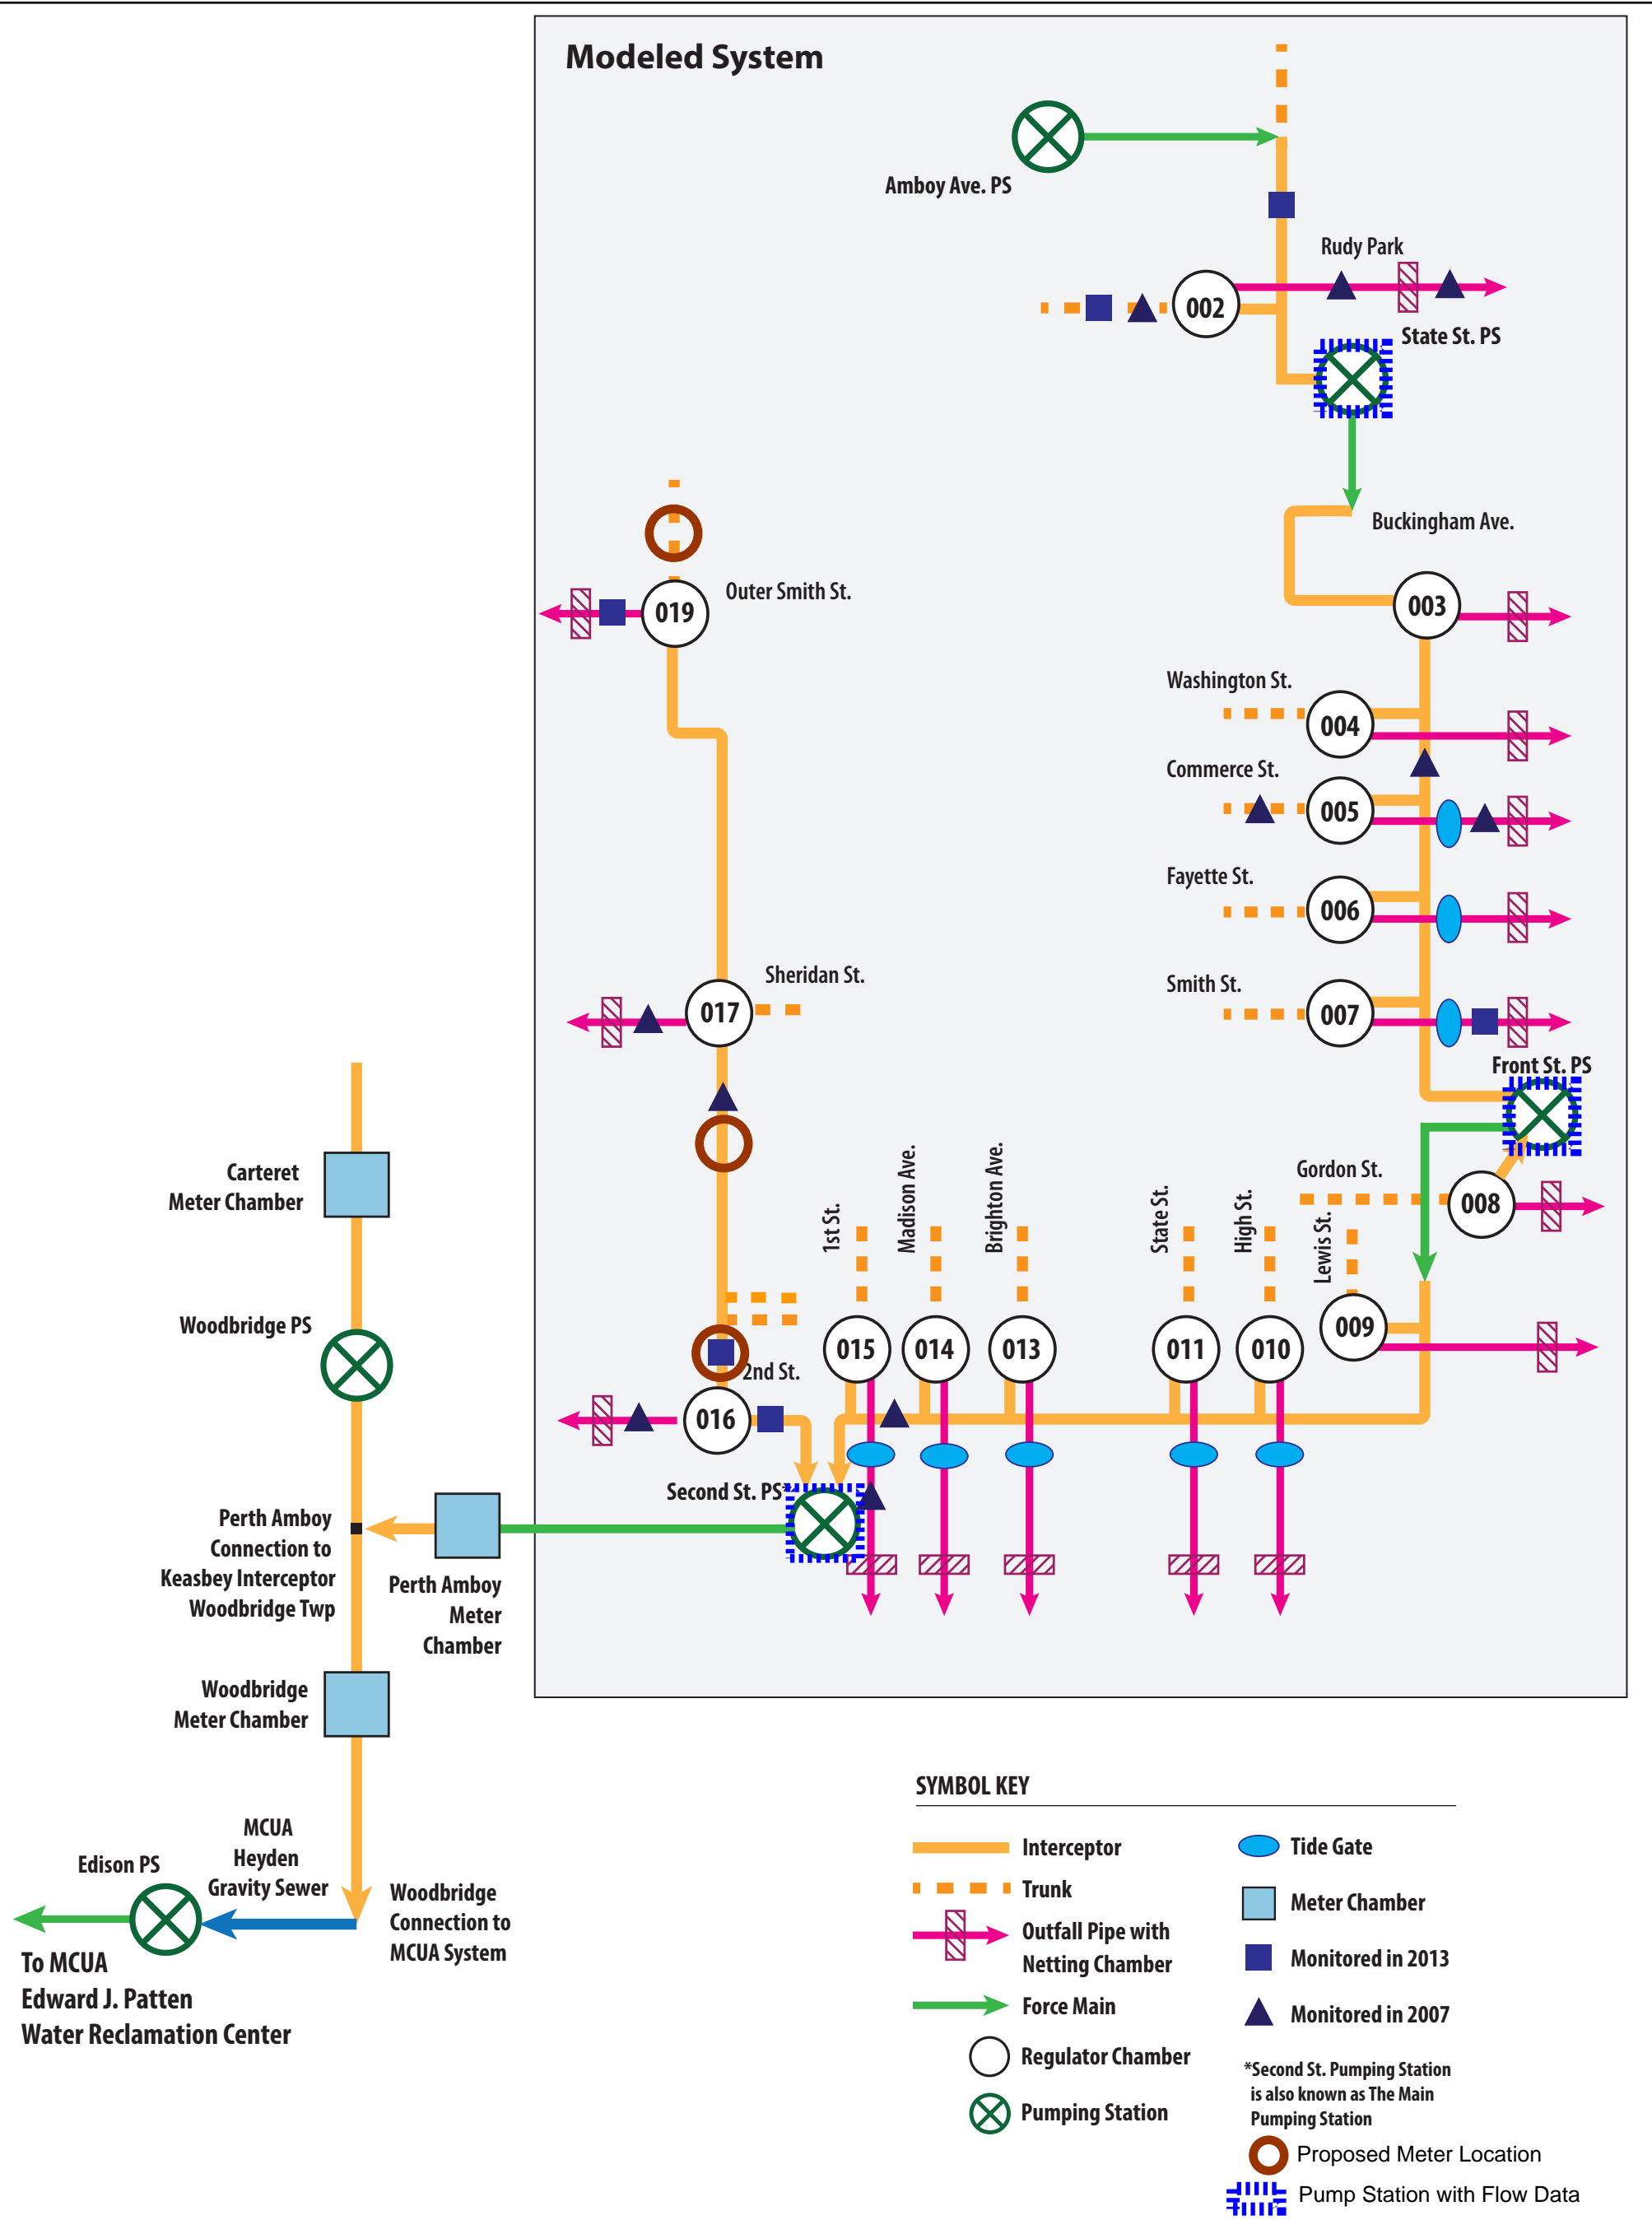 Modeled System
Amboy Ave. PS
Rudy Park
002
State St. PS
Buckingham Ave.
Outer Smith St.
019
003
Washington St.
004
Commerce St.
005
Fayette St.
006
Sheridan St.
017
Smith St.
007
Front St. PS
Carteret
Meter Chamber
1st St.
Madison Ave.
Brighton Ave.
State St.
High St.
Gordon St.
Lewis St.
008
Woodbridge PS
009
015
014
013
011
010
2nd St.
016
Second St. PS*
Perth Amboy
Connection to
Keasbey Interceptor
Woodbridge Twp
Perth Amboy
Meter
Chamber
Woodbridge
Meter Chamber
MCUA
Heyden
Gravity Sewer
Edison PS
Woodbridge
Connection to
MCUA System
To MCUA
Edward J. Patten
Water Reclamation Center
SYMBOL KEY
Interceptor
Trunk
Outfall Pipe with
Netting Chamber
Force Main
Regulator Chamber
Pumping Station
Tide Gate
Meter Chamber
Monitored in 2013
Monitored in 2007
*Second St. Pumping Station
is also known as The Main
Pumping Station
Proposed Meter Location
Pump Station with Flow Data